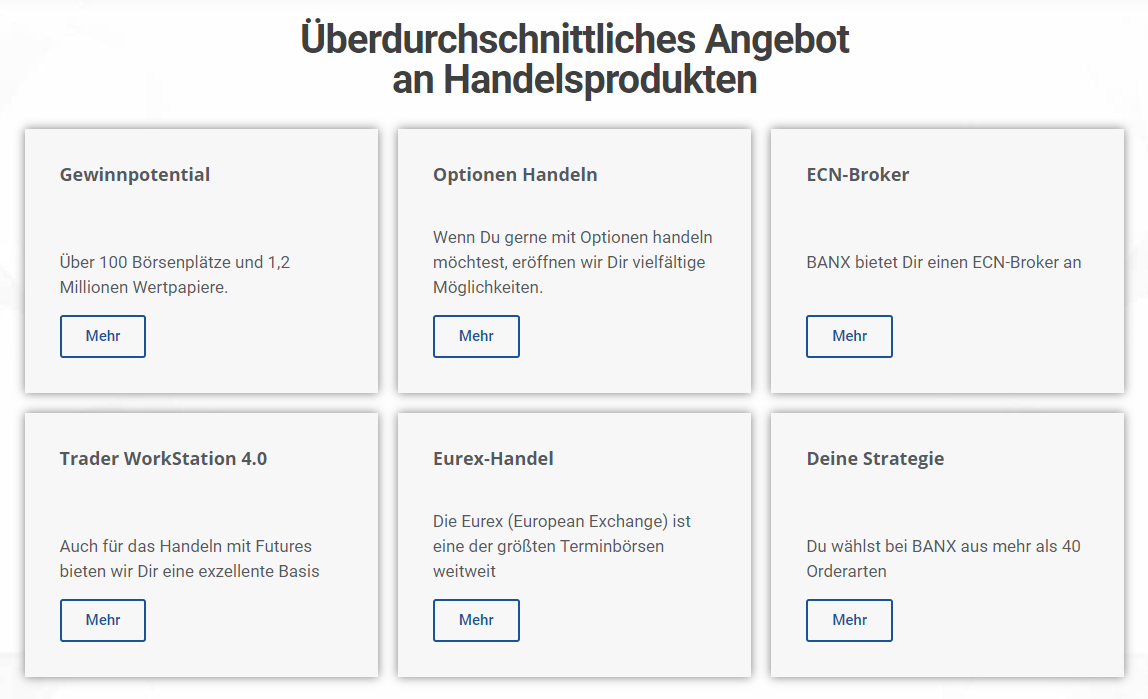 Überdurchschnittliches Angebot
an Handelsprodukten
Gewinnpotential
Über 100 Börsenplätze und 1,2
Millionen Wertpapiere.
Mehr
Optionen Handeln
Wenn Du gerne mit Optionen handeln
möchtest, eröffnen wir Dir vielfältige
Möglichkeiten.
Mehr
ECN-Broker
BANX bietet Dir einen ECN-Broker an
Mehr
Trader WorkStation 4.0
Auch für das Handeln mit Futures
bieten wir Dir eine exzellente Basis
Mehr
Eurex-Handel
Die Eurex (European Exchange) ist
eine der größten Terminbörsen
weitweit
Mehr
Deine Strategie
Du wählst bei BANX aus mehr als 40
Orderarten
Mehr